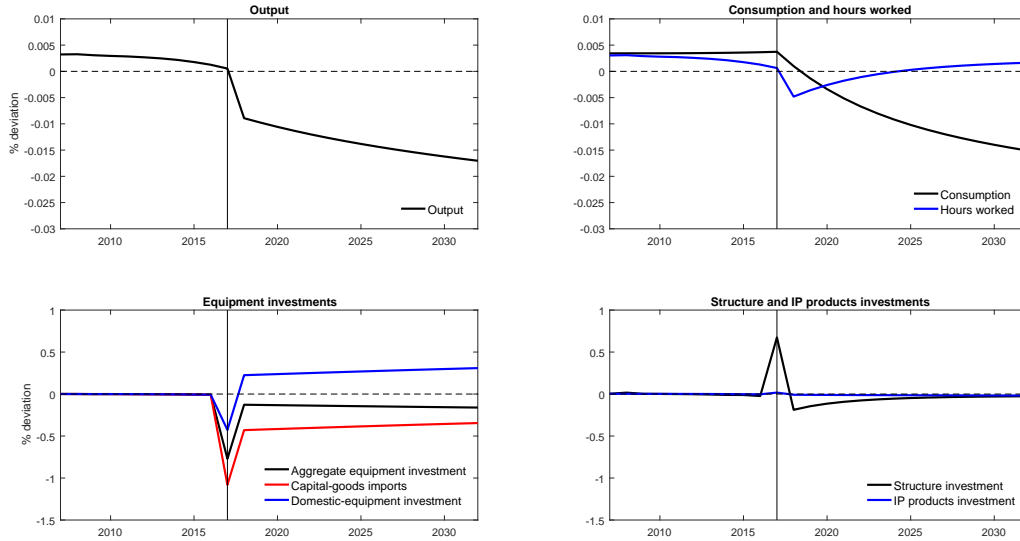 Output
0.01
0.005
0
-0.005
-0.01
-0.015
-0.02
-0.025
-0.03
% deviation
Output
2010 2015 2020 2025 2030
Consumption and hours worked
0.01
0.005
0
-0.005
-0.01
-0.015
-0.02
-0.025
-0.03
Consumption
Hours worked
2010 2015 2020 2025 2030
Equipment investments
1
0.5
0
-0.5
-1
-1.5
% deviation
Aggregate equipment investment
Capital-goods imports
Domestic-equipment investment
2010 2015 2020 2025 2030
Structure and IP products investments
1
0.5
0
-0.5
-1
-1.5
Structure investment
IP products investment
2010 2015 2020 2025 2030